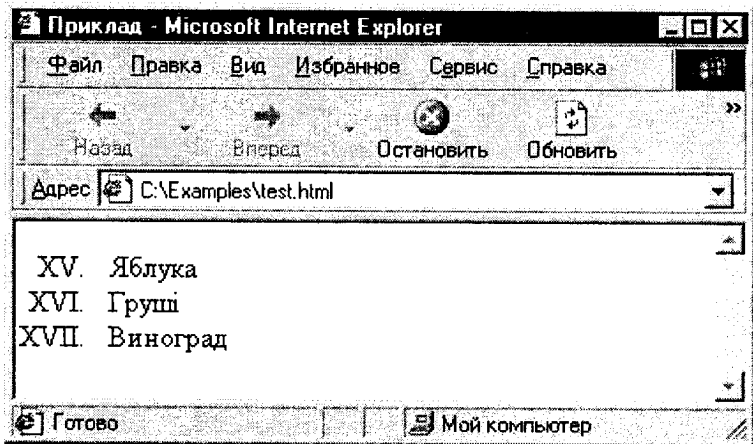 Приклад - Microsoft Internet Explorer
Файл Правка Вид Избранное Сервис Справка
Назад Вперед Остановить Обновить »
Адрес C:\Examples\test.html
XV. Яблука
XVI. Груші
XVII. Виноград
Готово Мой компьютер